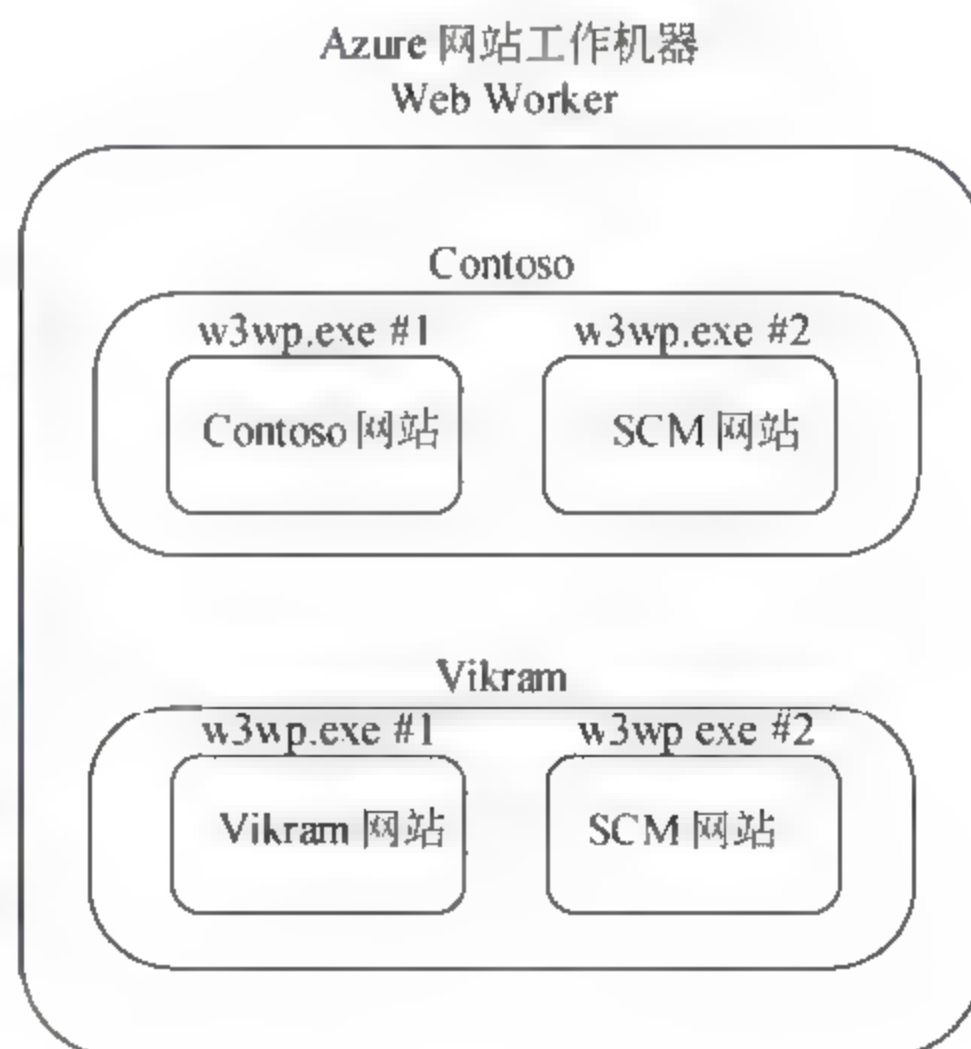 Azure 网站工作机器
Web Worker
Contoso
w3wp.exe #1
w3wp.exe #2
Contoso 网站
SCM 网站
Vikram
w3wp.exe #1
w3wp exe #2
Vikram 网站
SCM 网站